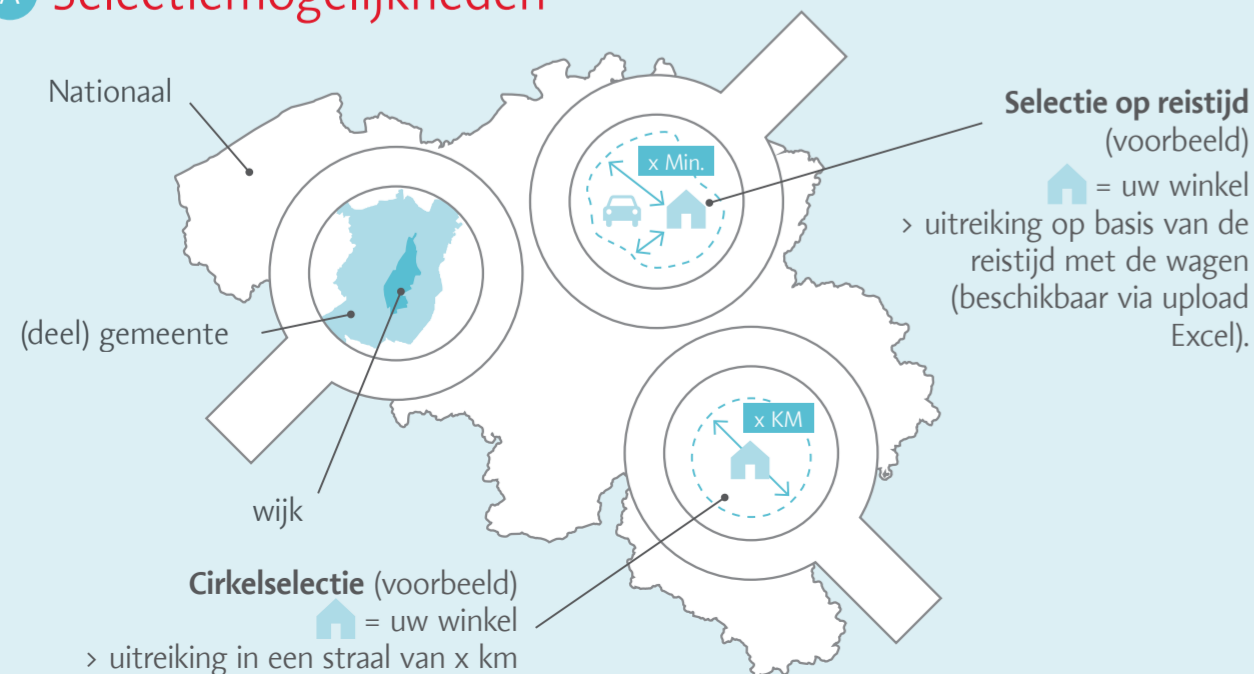 A Selectiemogelijkheden
Nationaal
(deel) gemeente
wijk
x Min.
Selectie op reistijd
(voorbeeld)
= uw winkel
> uitreiking op basis van de
reistijd met de wagen
(beschikbaar via upload
Excel).
x KM
Cirkelselectie (voorbeeld)
= uw winkel
> uitreiking in een straal van x km